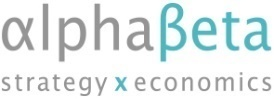 αlphaβeta
strategy x economics